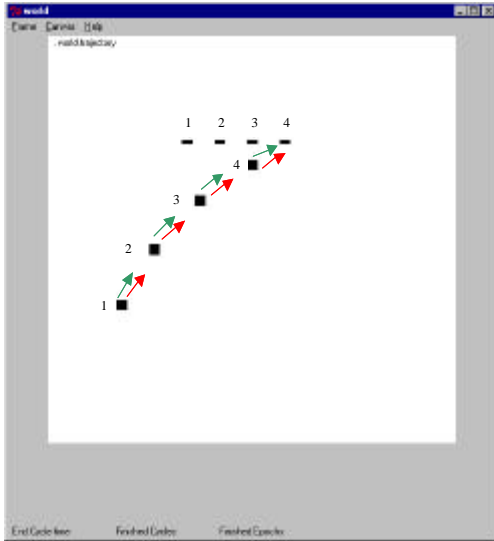 world
Frame Canvas Help
.world.trajectory
1 2 3 4
4
3
2
1
End Cycle time: Finished Cycles: Finished Epochs: